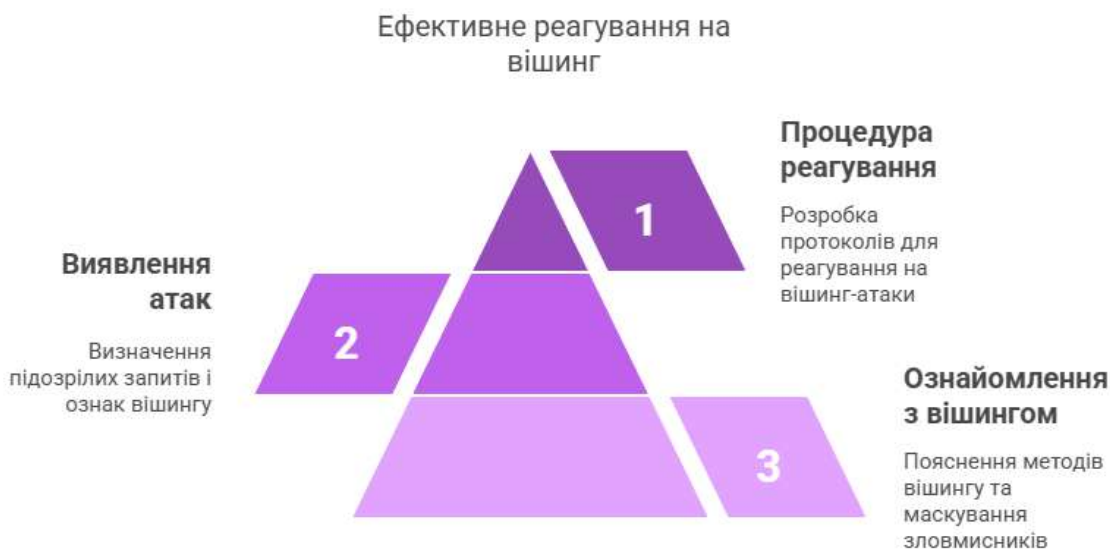 Ефективне реагування на
вішинг
Процедура
реагування
1
Розробка
протоколів для
реагування на
вішинг-атаки
Виявлення
атак
2
Визначення
підозрілих запитів і
ознак вішингу
Ознайомлення
з вішингом
3
Пояснення методів
вішингу та
маскування
зловмисників